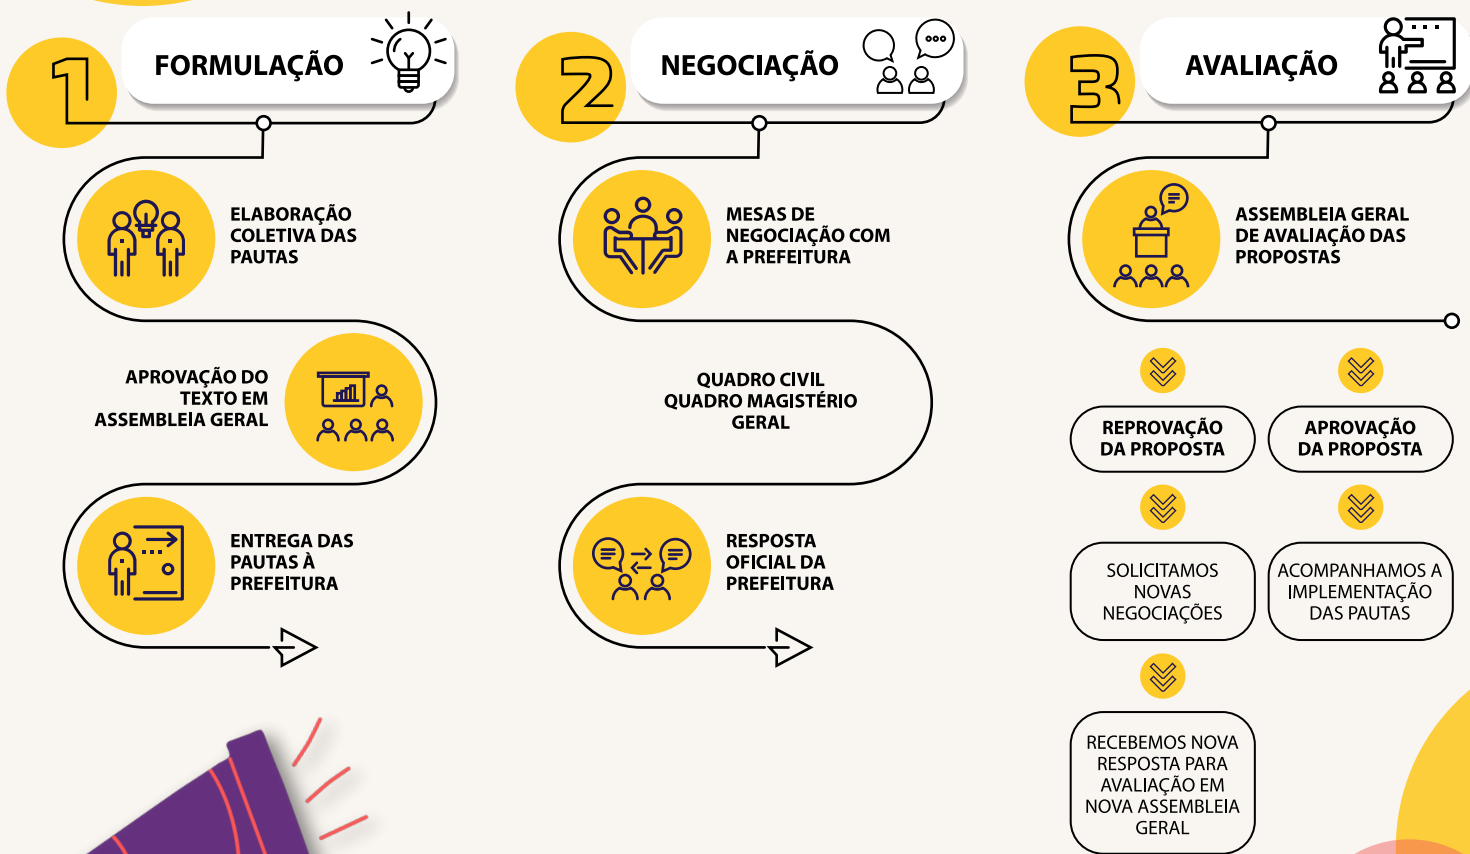 1
FORMULAÇÃO
ELABORAÇÃO
COLETIVA DAS
PAUTAS
APROVAÇÃO DO
TEXTO EM
ASSEMBLEIA GERAL
ENTREGA DAS
PAUTAS À
PREFEITURA
2
NEGOCIAÇÃO
MESAS DE
NEGOCIAÇÃO COM
A PREFEITURA
QUADRO CIVIL
QUADRO MAGISTÉRIO
GERAL
RESPOSTA
OFICIAL DA
PREFEITURA
3
AVALIAÇÃO
ASSEMBLEIA GERAL
DE AVALIAÇÃO DAS
PROPOSTAS
REPROVAÇÃO
DA PROPOSTA
SOLICITAMOS
NOVAS
NEGOCIAÇÕES
RECEBEMOS NOVA
RESPOSTA PARA
AVALIAÇÃO EM
NOVA ASSEMBLEIA
GERAL
APROVAÇÃO
DA PROPOSTA
ACOMPANHAMOS A
IMPLEMENTAÇÃO
DAS PAUTAS